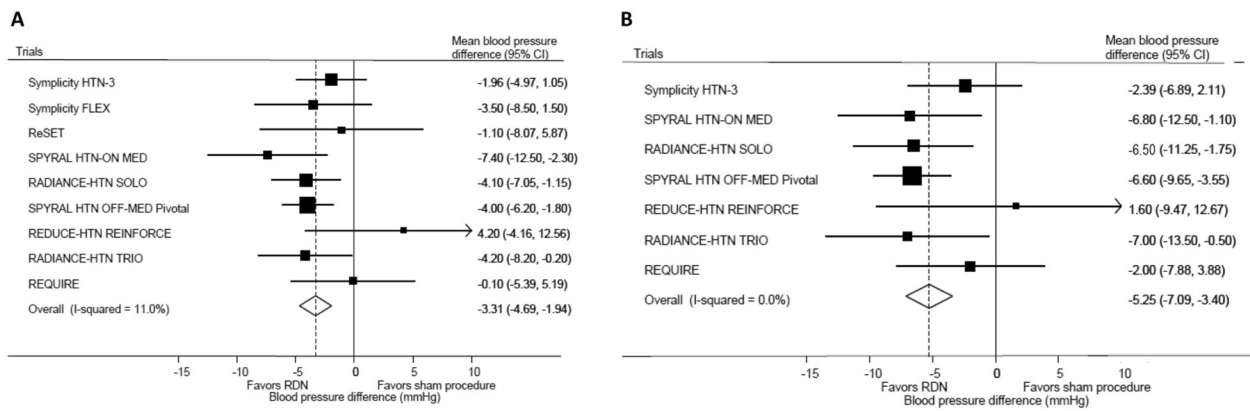 A
Trials
Mean blood pressure
difference (95% CI)
Symplicity HTN-3 -1.96 (-4.97, 1.05)
Symplicity FLEX -3.50 (-8.50, 1.50)
ReSET -1.10 (-8.07, 5.87)
SPYRAL HTN-ON MED -7.40 (-12.50, -2.30)
RADIANCE-HTN SOLO -4.10 (-7.05, -1.15)
SPYRAL HTN OFF-MED Pivotal -4.00 (-6.20, -1.80)
REDUCE-HTN REINFORCE 4.20 (-4.16, 12.56)
RADIANCE-HTN TRIO -4.20 (-8.20, -0.20)
REQUIRE -0.10 (-5.39, 5.19)
Overall (I-squared = 11.0%) -3.31 (-4.69, -1.94)
-15 -10 -5 0 5 10
Favors RDN Favors sham procedure
Blood pressure difference (mmHg)
B
Trials
Mean blood pressure
difference (95% CI)
Symplicity HTN-3 -2.39 (-6.89, 2.11)
SPYRAL HTN-ON MED -6.80 (-12.50, -1.10)
RADIANCE-HTN SOLO -6.50 (-11.25, -1.75)
SPYRAL HTN OFF-MED Pivotal -6.60 (-9.65, -3.55)
REDUCE-HTN REINFORCE 1.60 (-9.47, 12.67)
RADIANCE-HTN TRIO -7.00 (-13.50, -0.50)
REQUIRE -2.00 (-7.88, 3.88)
Overall (I-squared = 0.0%) -5.25 (-7.09, -3.40)
-15 -10 -5 0 5 10
Favors RDN Favors sham procedure
Blood pressure difference (mmHg)